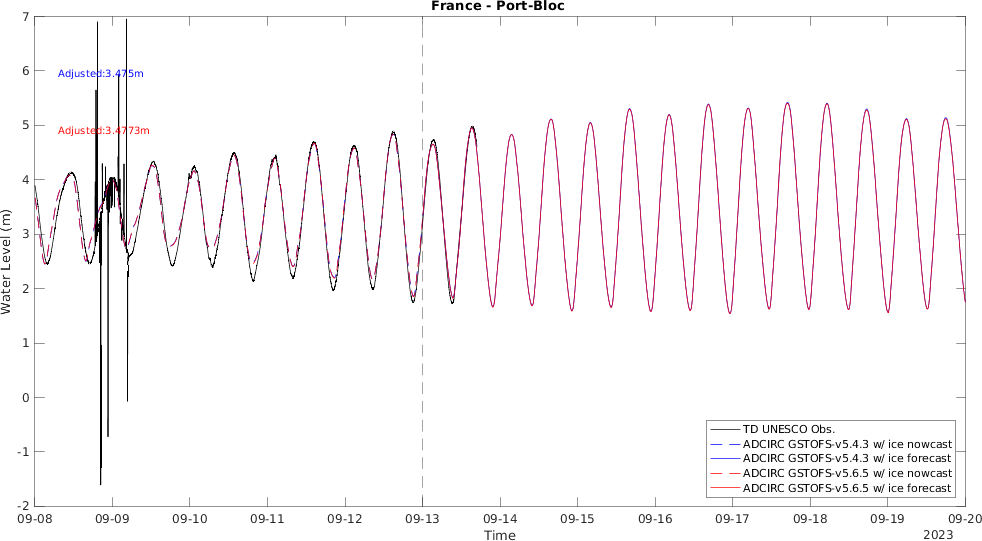 France - Port-Bloc
7
6
5
4
3
2
1
0
-1
-2
Water Level (m)
Adjusted:3.475m
Adjusted:3.4773m
TD UNESCO Obs.
ADCIRC GSTOFS-v5.4.3 w/ ice nowcast
ADCIRC GSTOFS-v5.4.3 w/ ice forecast
ADCIRC GSTOFS-v5.6.5 w/ ice nowcast
ADCIRC GSTOFS-v5.6.5 w/ ice forecast
09-08 09-09 09-10 09-11 09-12 09-13 09-14 09-15 09-16 09-17 09-18 09-19 09-20
Time
2023